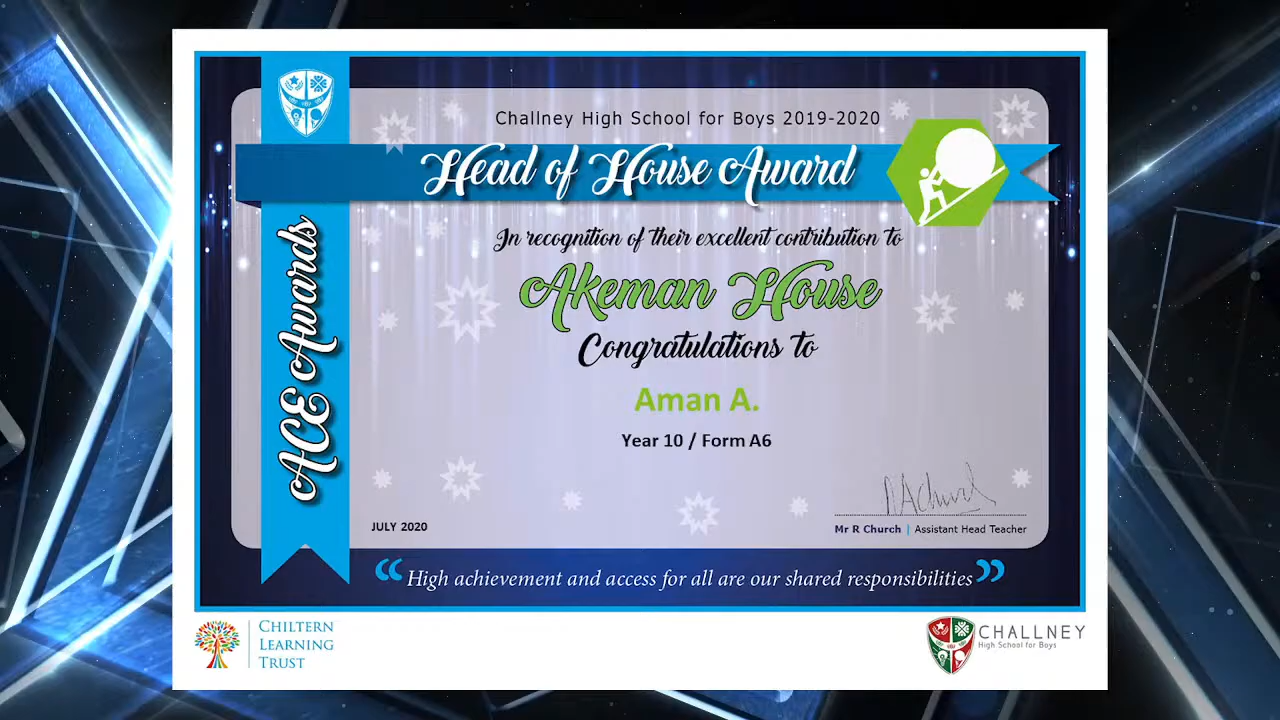 Challney High School for Boys 2019-2020
Head of House Award
ACE Awards
In recognition of their excellent contribution to
Akeman House
Congratulations to
Aman A.
Year 10 / Form A6
JULY 2020
Mr R Church | Assistant Head Teacher
“High achievement and access for all are our shared responsibilities”
CHILTERN
LEARNING
TRUST
CHALLNEY
High School for Boys